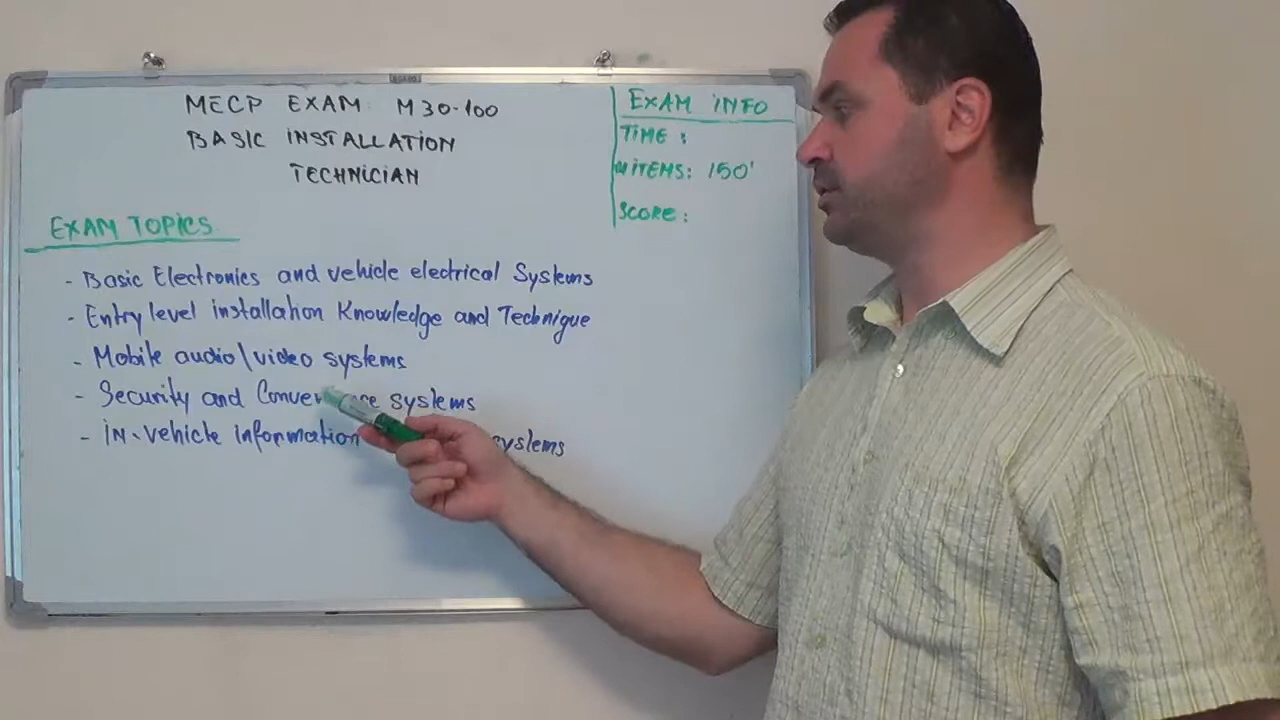 MECP EXAM: M30-100
BASIC INSTALLATION
TECHNICIAN
EXAM INFO
TIME:
N ITEMS: 150'
SCORE:
EXAM TOPICS
- Basic Electronics and vehicle electrical Systems
- Entry level installation Knowledge and Technique
- Mobile audio\video systems
- Security and systems
- iN-vehicle information systems